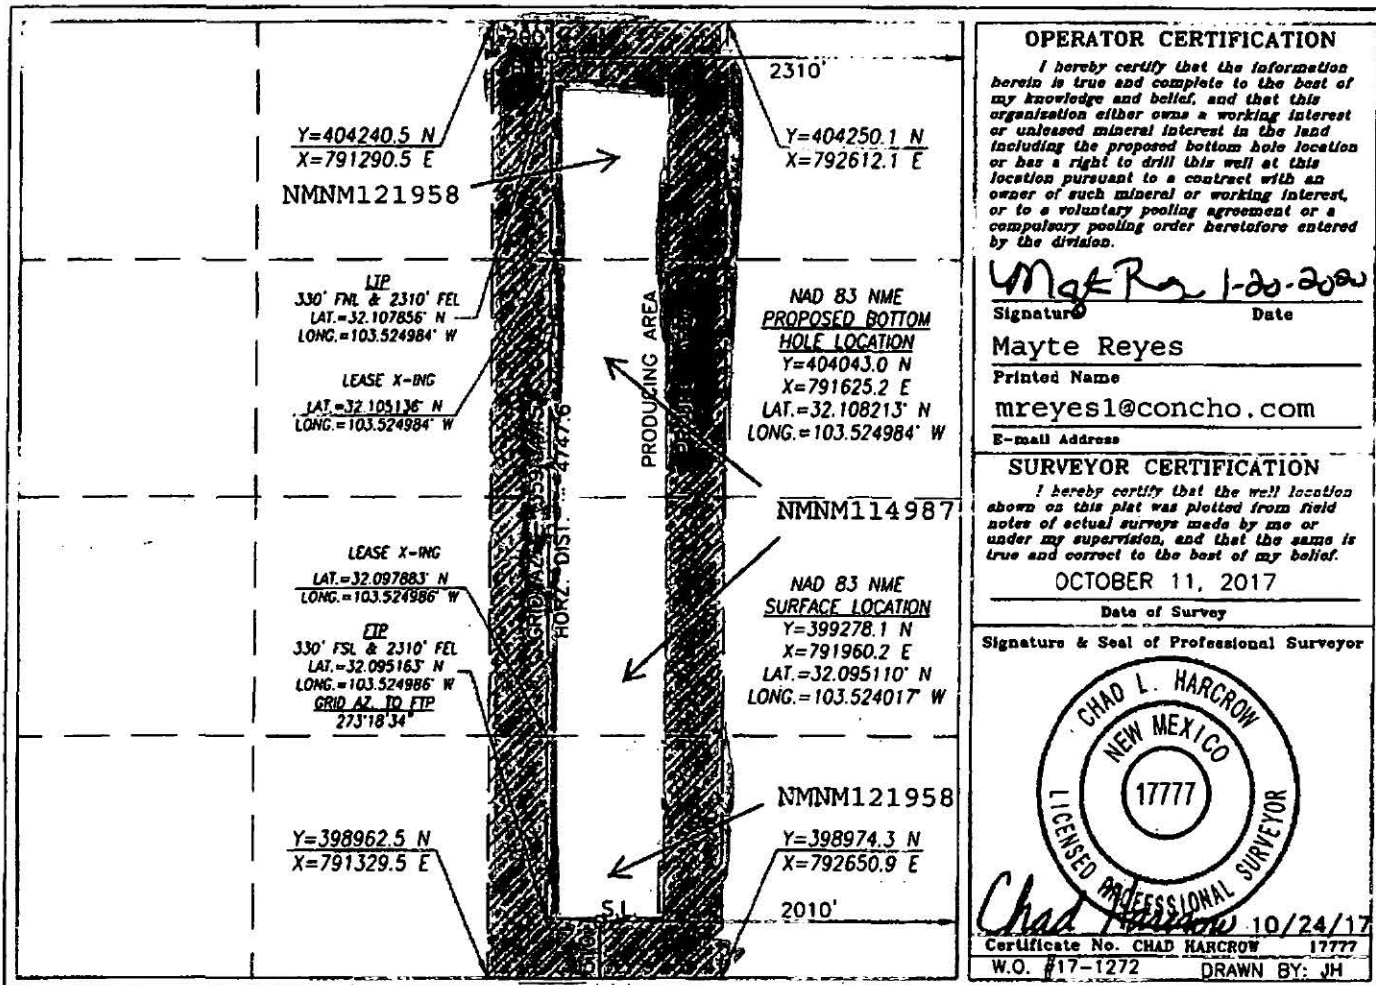 2310'
Y=404240.5 N
X=791290.5 E
NMNM121958
Y=404250.1 N
X=792612.1 E
LTP
330' FNL & 2310' FEL
LAT.=32.107856° N
LONG.=103.524984° W
LEASE X-ING
LAT.=32.105136° N
LONG.=103.524984° W
PRODUCING AREA
HORZ. DIST. 4747.6
NAD 83 NME
PROPOSED BOTTOM
HOLE LOCATION
Y=404043.0 N
X=791625.2 E
LAT.=32.108213° N
LONG.=103.524984° W
NMNM114987
LEASE X-ING
LAT.=32.097883° N
LONG.=103.524986° W
FTP
330' FSL & 2310' FEL
LAT.=32.095163° N
LONG.=103.524986° W
GRID AZ. TO FTP
273°18'34"
NAD 83 NME
SURFACE LOCATION
Y=399278.1 N
X=791960.2 E
LAT.=32.095110° N
LONG.=103.524017° W
NMNM121958
Y=398962.5 N
X=791329.5 E
Y=398974.3 N
X=792650.9 E
S.L.
2010'
OPERATOR CERTIFICATION
I hereby certify that the information
herein is true and complete to the best of
my knowledge and belief, and that this
organization either owns a working interest
or unleased mineral interest in the land
including the proposed bottom hole location
or has a right to drill this well at this
location pursuant to a contract with an
owner of such mineral or working interest,
or to a voluntary pooling agreement or a
compulsory pooling order heretofore entered
by the division.
1-20-2020
Signature Date
Mayte Reyes
Printed Name
mreyes1@concho.com
E-mail Address
SURVEYOR CERTIFICATION
I hereby certify that the well location
shown on this plat was plotted from field
notes of actual surveys made by me or
under my supervision, and that the same is
true and correct to the best of my belief.
OCTOBER 11, 2017
Date of Survey
Signature & Seal of Professional Surveyor
CHAD L. HARCROW
NEW MEXICO
17777
LICENSED PROFESSIONAL SURVEYOR
Chad Harcrow 10/24/17
Certificate No. CHAD HARCROW 17777
W.O. #17-1272 DRAWN BY: JH